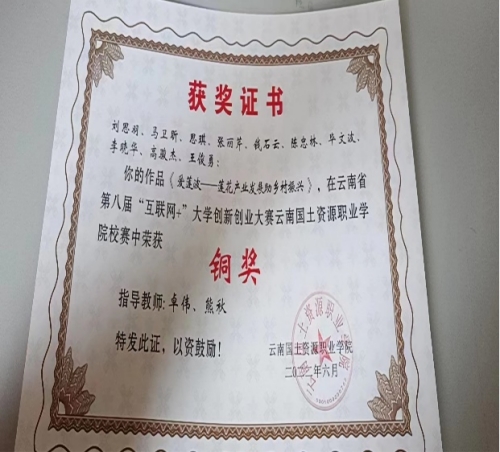 获奖证书
刘思羽、马卫昕、思琪、张丽芹、钱石云、陈忠林、毕文波、
李晓华、高骏杰、王俊勇：
你的作品《爱莲波——莲花产业发展助乡村振兴》，在云南省
第八届“互联网+”大学创新创业大赛云南国土资源职业学
院校赛中荣获
铜奖
指导教师：卓伟、熊秋
特发此证，以资鼓励！
云南国土资源职业学院
二〇二二年六月